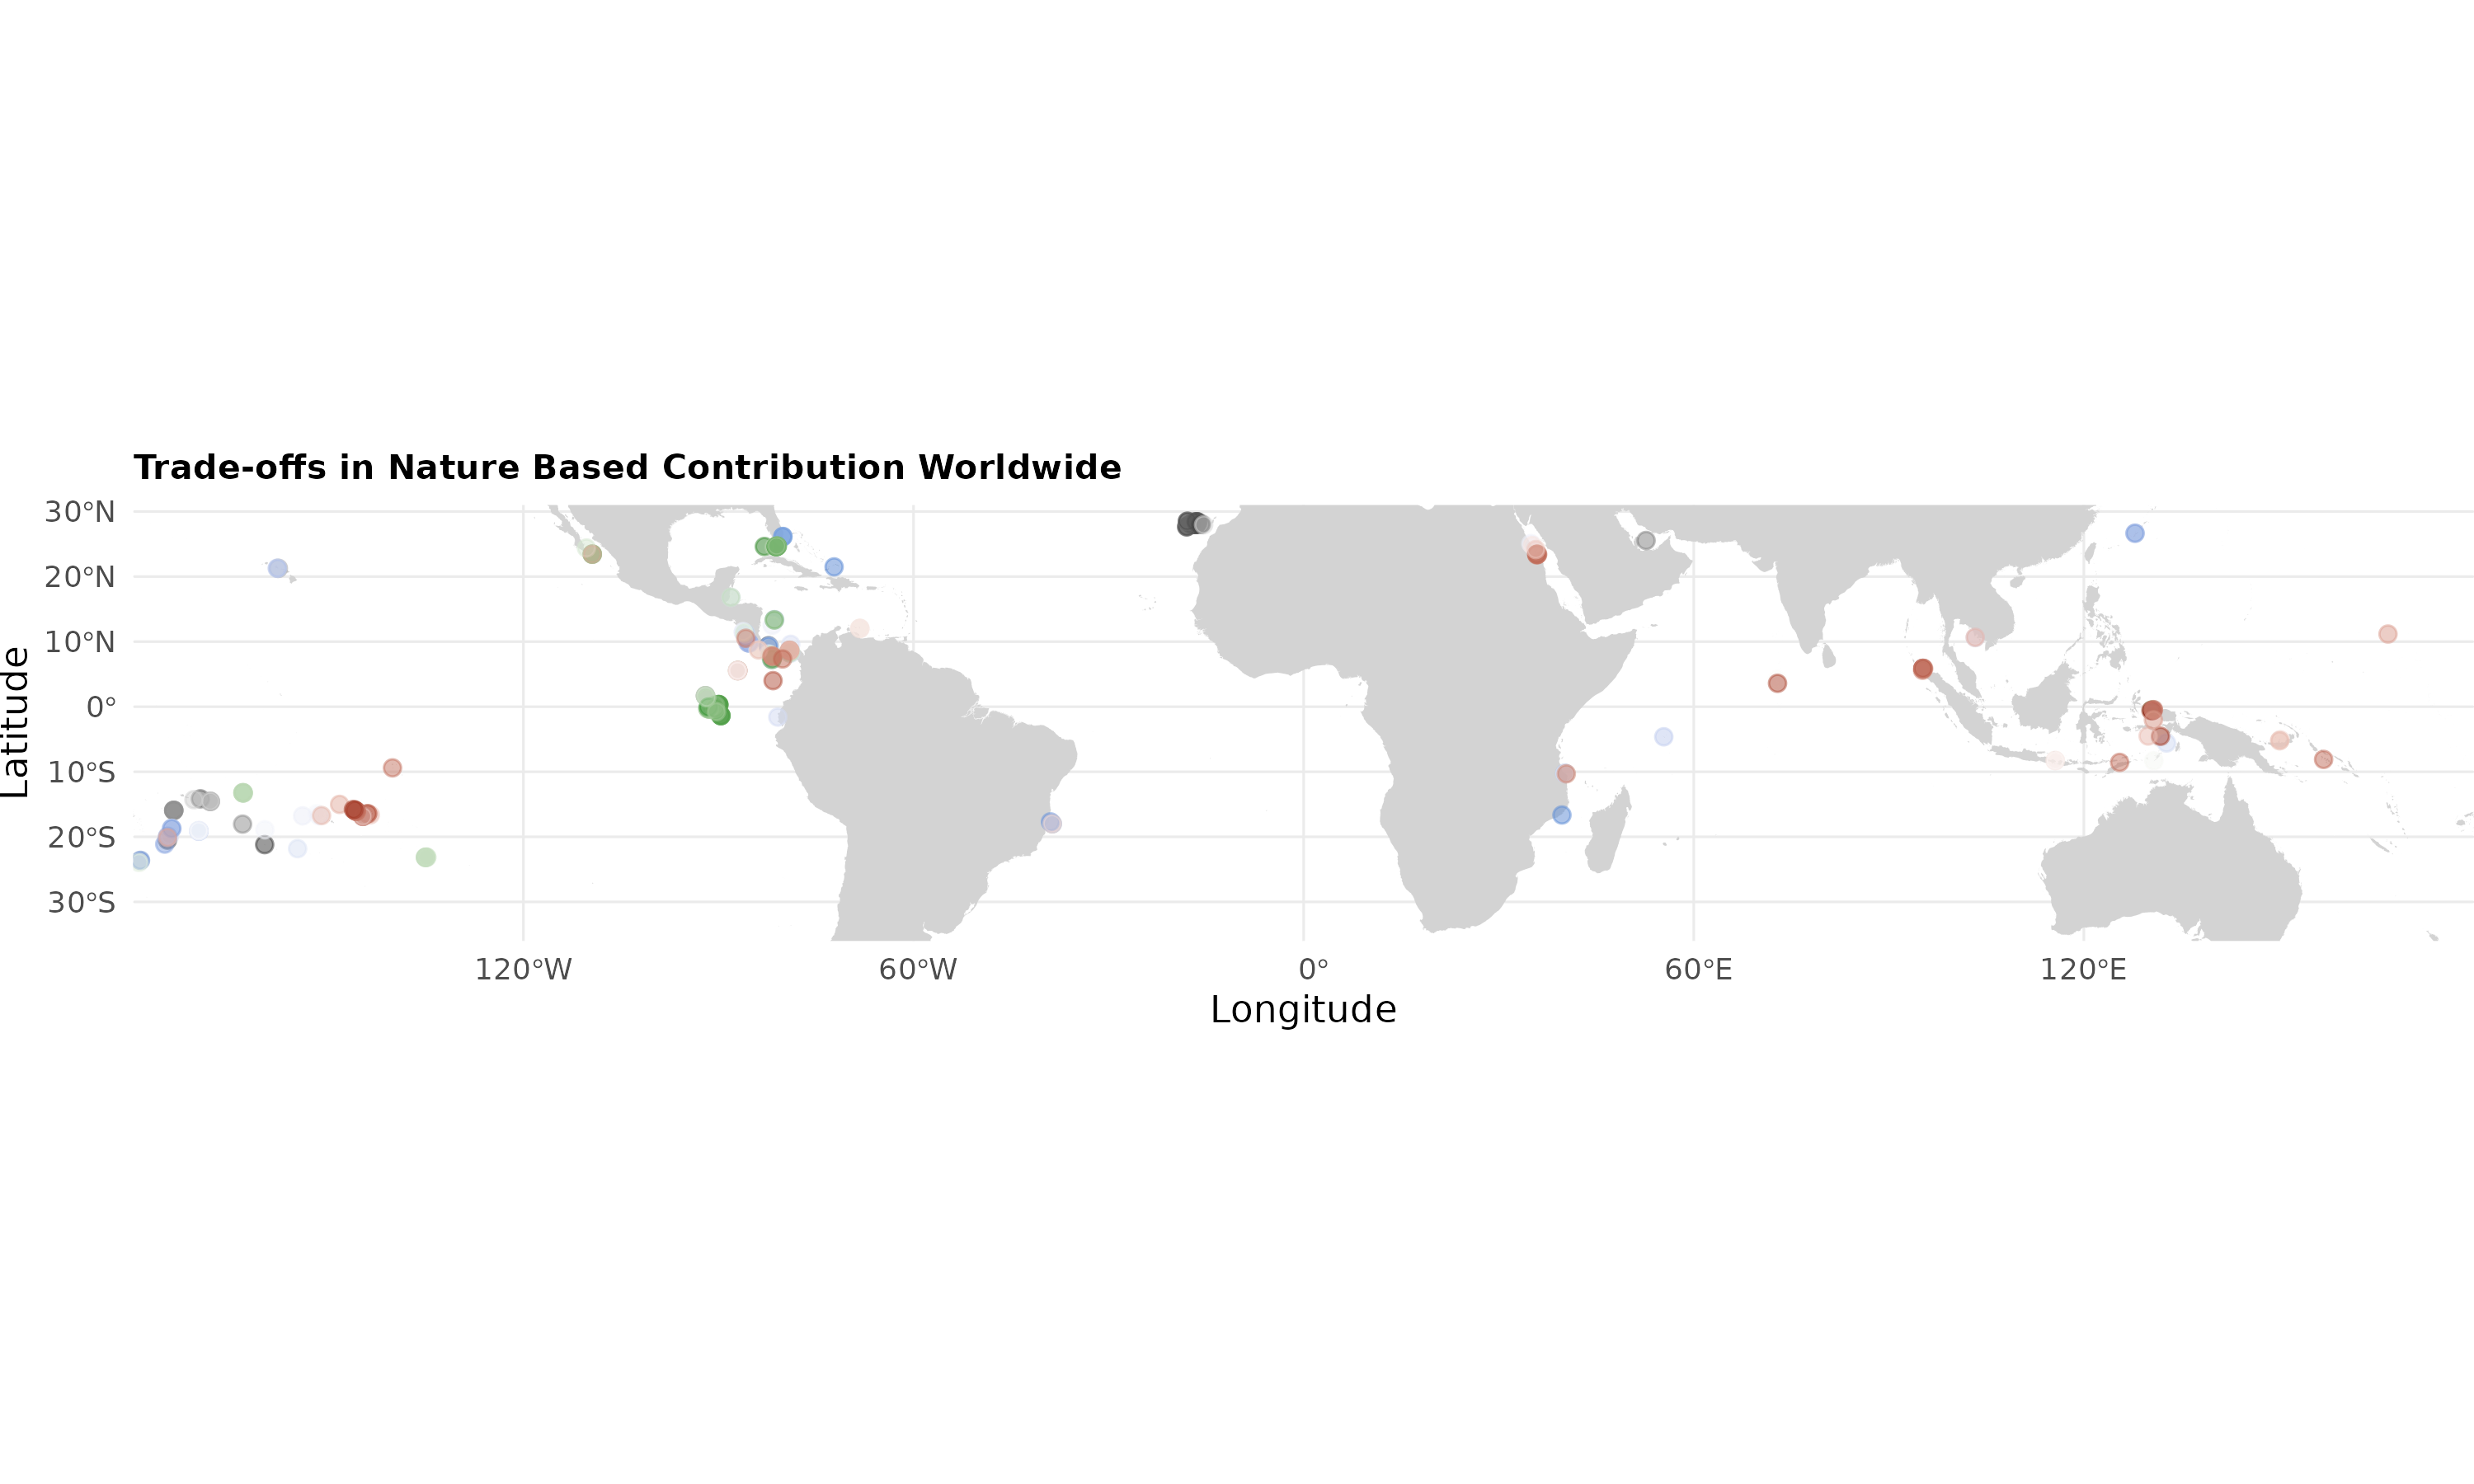 Trade-offs in Nature Based Contribution Worldwide
Latitude
30°N
20°N
10°N
0°
10°S
20°S
30°S
120°W
60°W
0°
60°E
120°E
Longitude